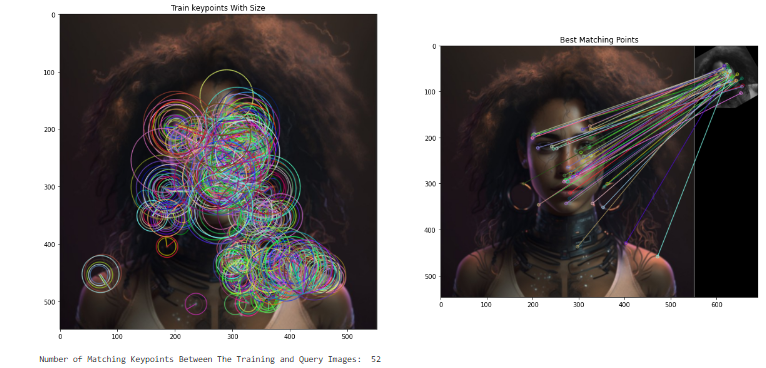 Train keypoints With Size
0
100
200
300
400
500
0 100 200 300 400 500
Best Matching Points
0
100
200
300
400
500
0 100 200 300 400 500 600
Number of Matching Keypoints Between The Training and Query Images: 52